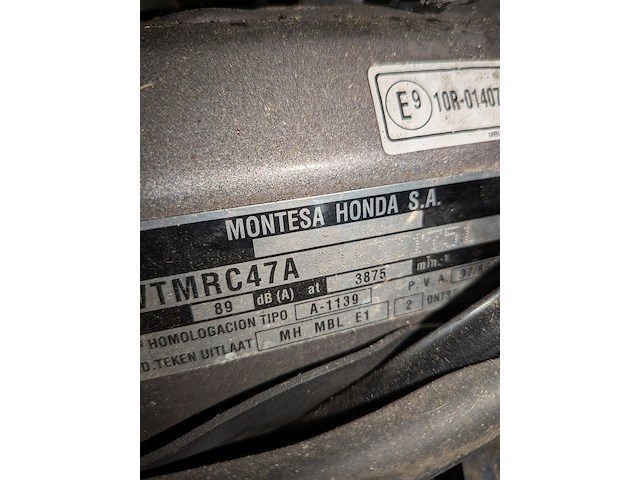 E9 10R-01407
MONTESA HONDA S.A.
VTMRC47A
89 dB (A) at 3875 min
P.V.A.
HOMOLOGACION TIPO A-1139
D.TEKEN UITLAAT MH MBL E1 2